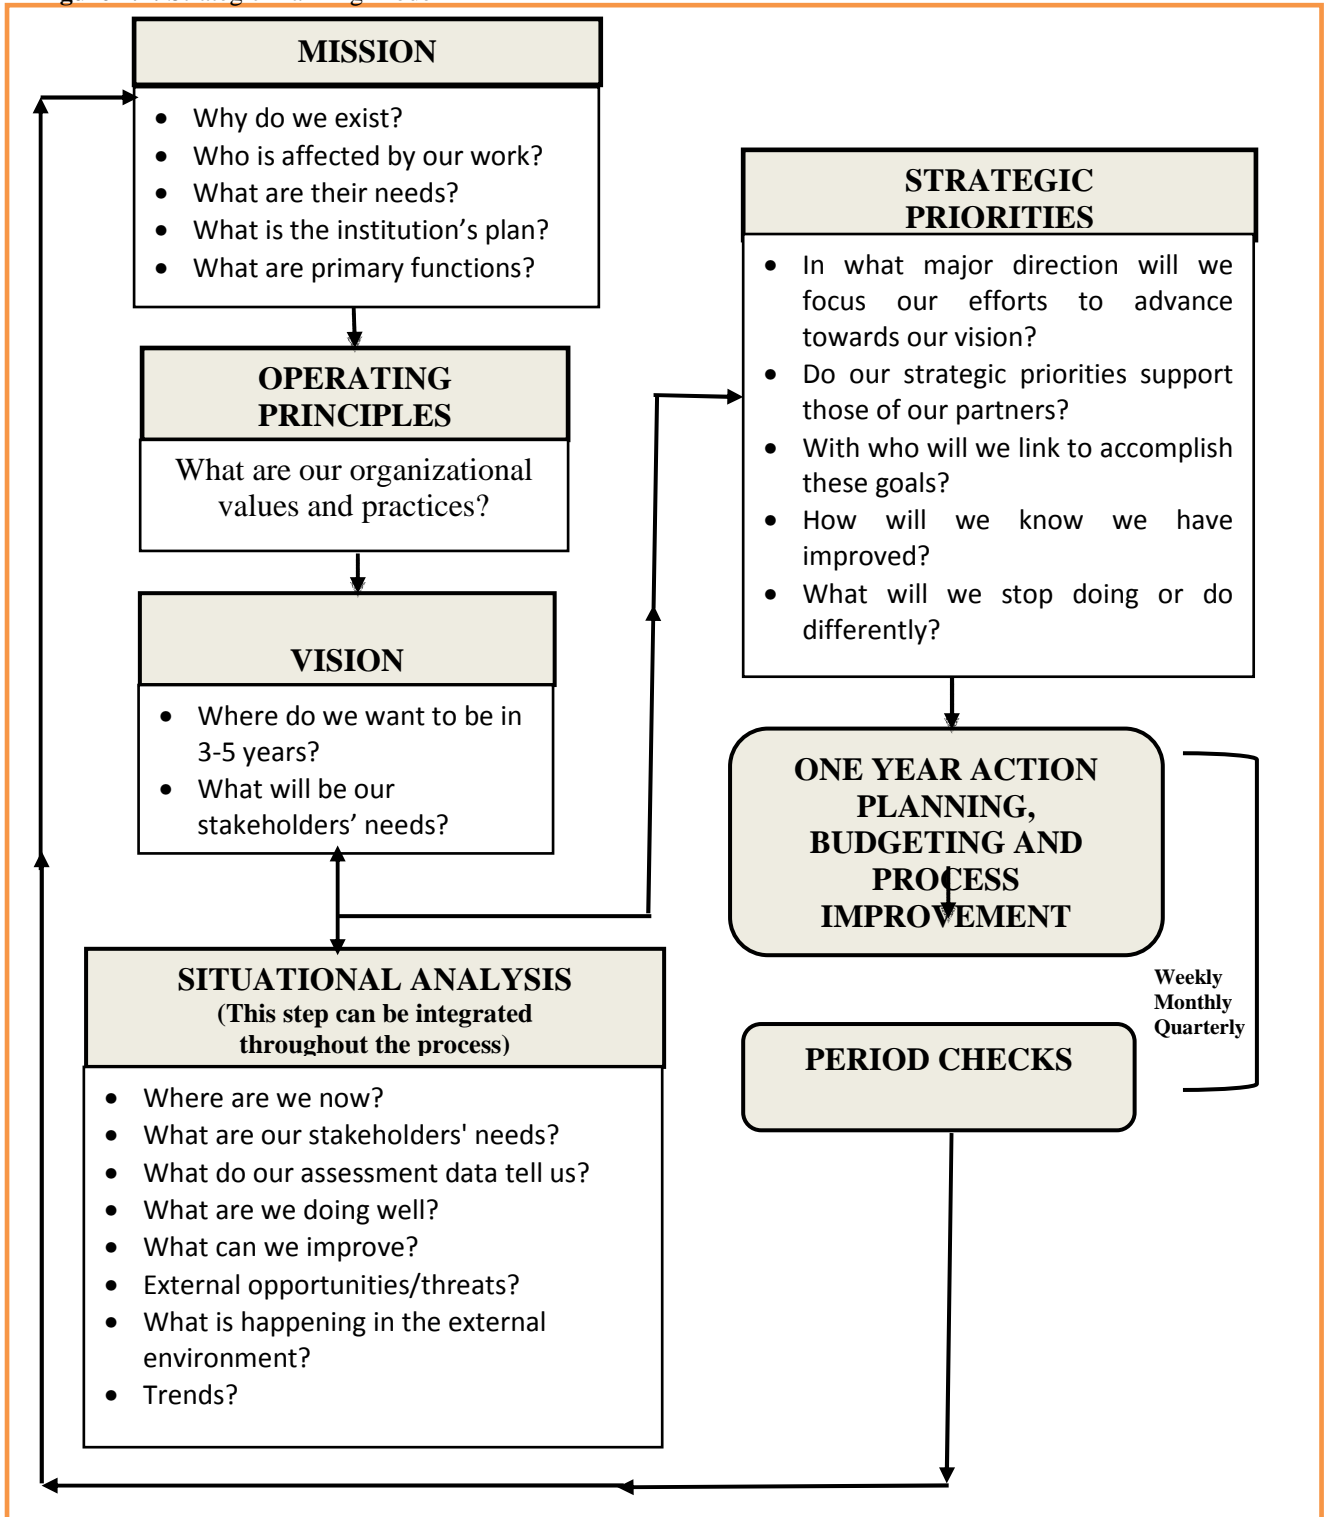 MISSION
• Why do we exist?
• Who is affected by our work?
• What are their needs?
• What is the institution’s plan?
• What are primary functions?
OPERATING
PRINCIPLES
What are our organizational
values and practices?
VISION
• Where do we want to be in
3-5 years?
• What will be our
stakeholders’ needs?
SITUATIONAL ANALYSIS
(This step can be integrated
throughout the process)
• Where are we now?
• What are our stakeholders' needs?
• What do our assessment data tell us?
• What are we doing well?
• What can we improve?
• External opportunities/threats?
• What is happening in the external
environment?
• Trends?
STRATEGIC
PRIORITIES
• In what major direction will we
focus our efforts to advance
towards our vision?
• Do our strategic priorities support
those of our partners?
• With who will we link to accomplish
these goals?
• How will we know we have
improved?
• What will we stop doing or do
differently?
ONE YEAR ACTION
PLANNING,
BUDGETING AND
PROCESS
IMPROVEMENT
Weekly
Monthly
Quarterly
PERIOD CHECKS